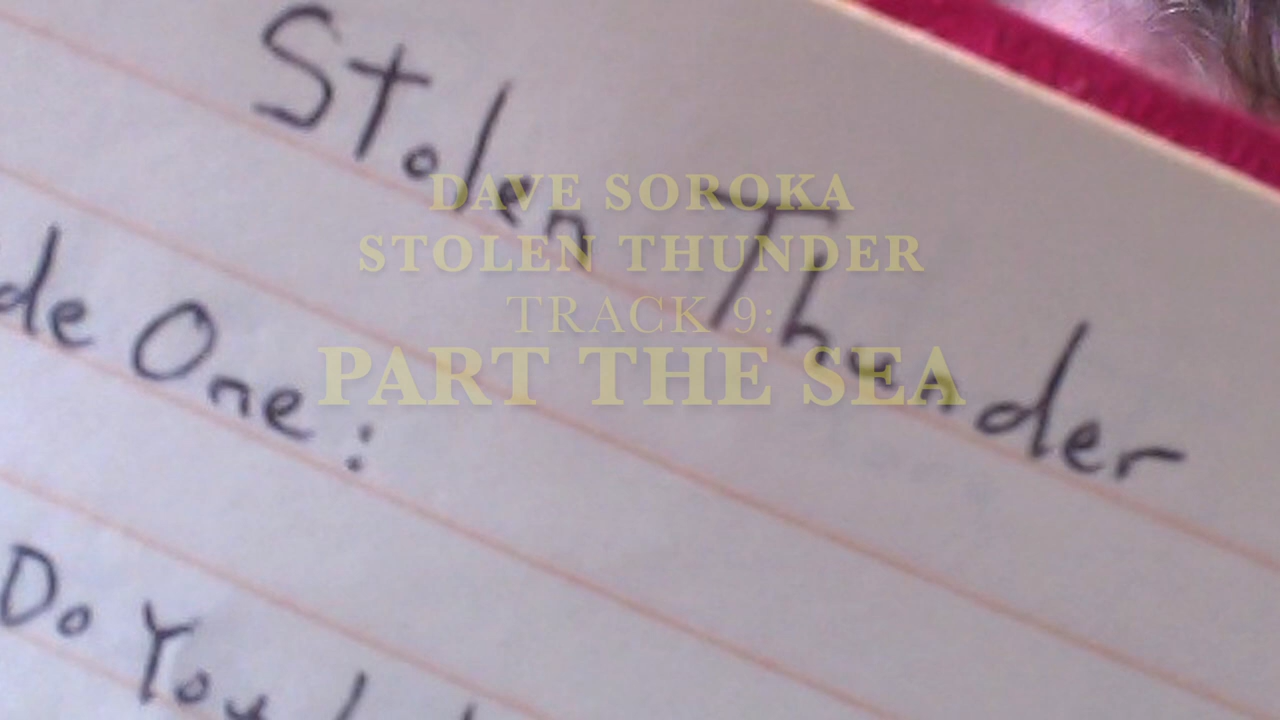 Stolen Thunder
DAVE SOROKA
STOLEN THUNDER
TRACK 9:
PART THE SEA
de One:
Do You